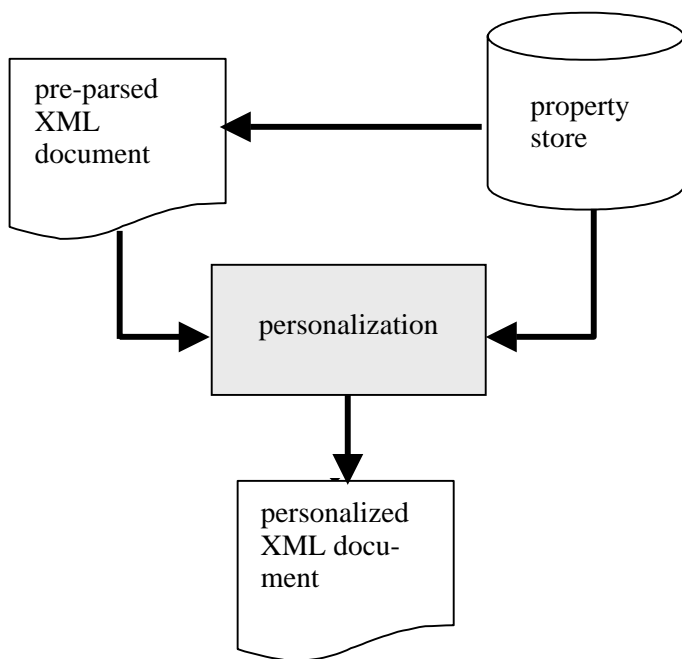 pre-parsed
XML
document
property
store
personalization
personalized
XML docu-
ment